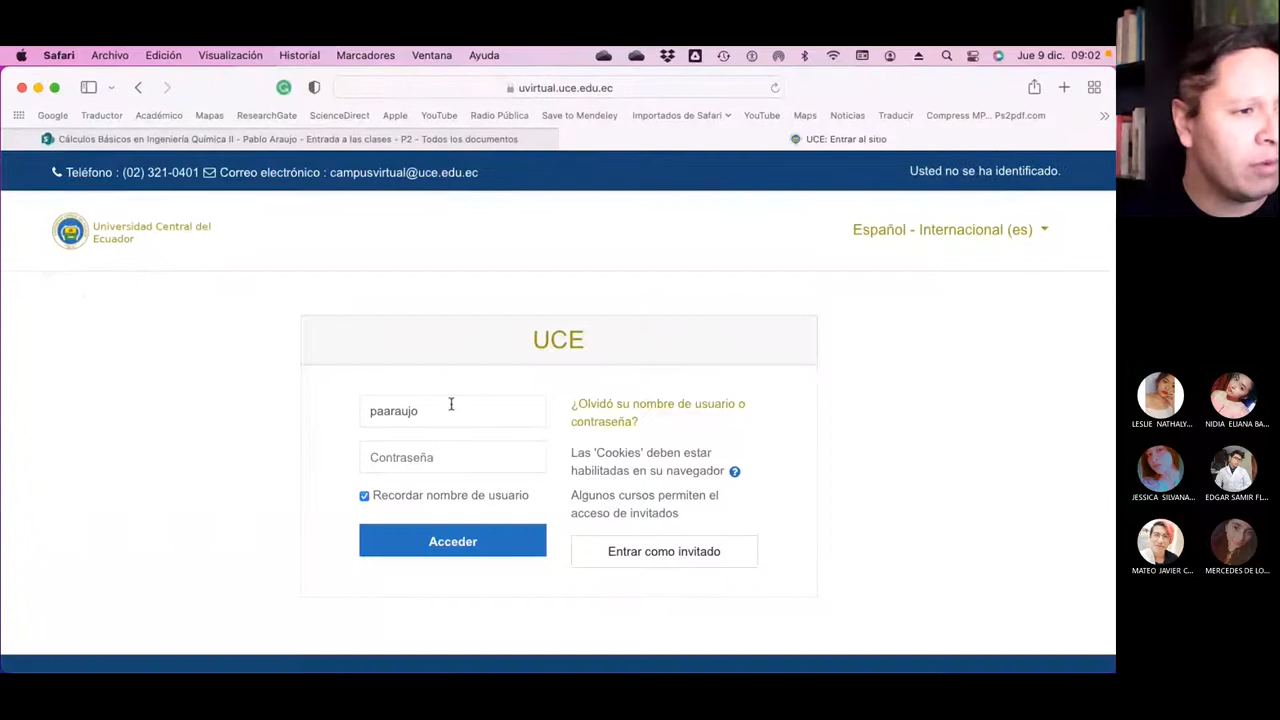 Safari Archivo Edición Visualización Historial Marcadores Ventana Ayuda Jue 9 dic. 09:02
uvirtual.uce.edu.ec
Google Traductor Académico Mapas ResearchGate ScienceDirect Apple YouTube Radio Pública Save to Mendeley Importados de Safari YouTube Maps Noticias Traducir Compress MP... Ps2pdf.com
Cálculos Básicos en Ingeniería Química II - Pablo Araujo - Entrada a las clases - P2 - Todos los documentos
UCE: Entrar al sitio
Teléfono : (02) 321-0401 Correo electrónico : campusvirtual@uce.edu.ec
Usted no se ha identificado.
Universidad Central del
Ecuador
Español - Internacional (es)
UCE
paaraujo
Contraseña
Recordar nombre de usuario
Acceder
¿Olvidó su nombre de usuario o
contraseña?
Las 'Cookies' deben estar
habilitadas en su navegador
Algunos cursos permiten el
acceso de invitados
Entrar como invitado
LESLIE NATHALY...
NIDIA ELIANA BA...
JESSICA SILVANA...
EDGAR SAMIR FL...
MATEO JAVIER C...
MERCEDES DE LO...